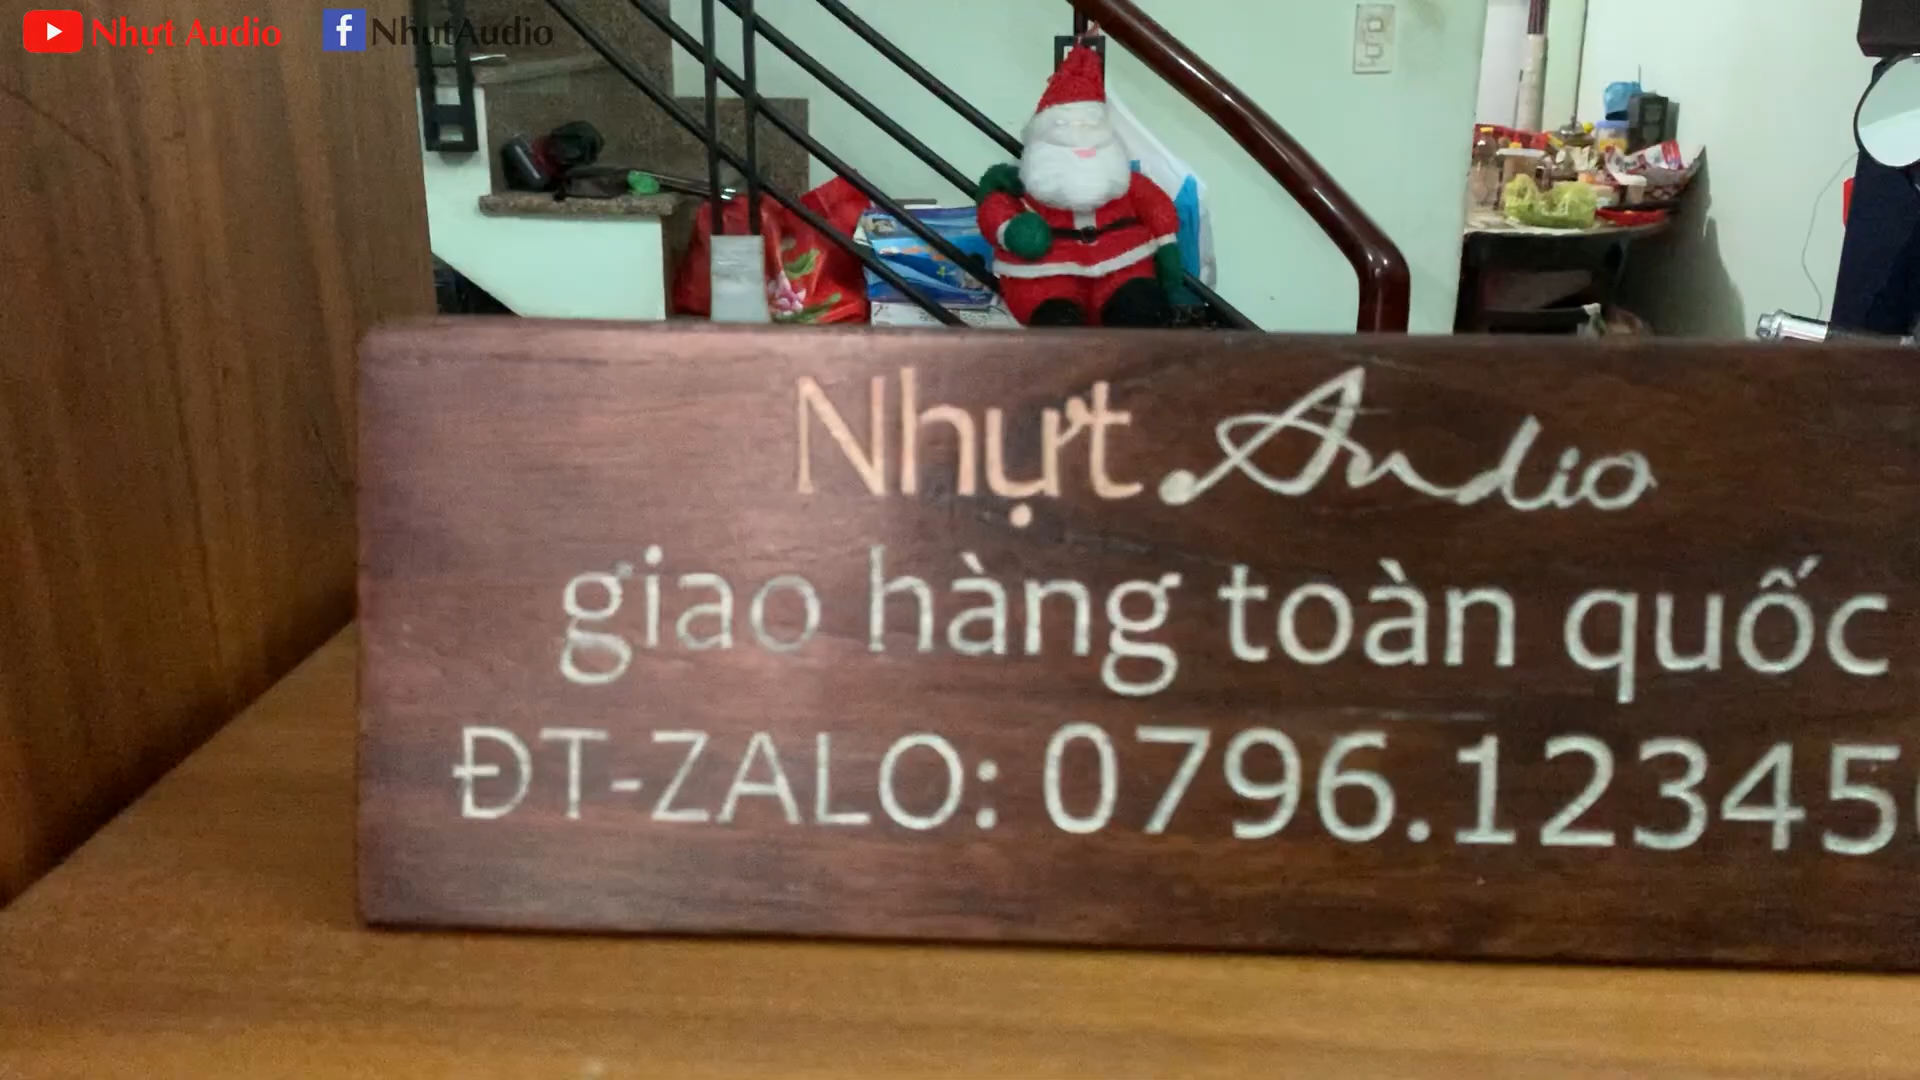 Nhựt Audio NhutAudio
Nhựt Audio
giao hàng toàn quốc
ĐT-ZALO: 0796.12345